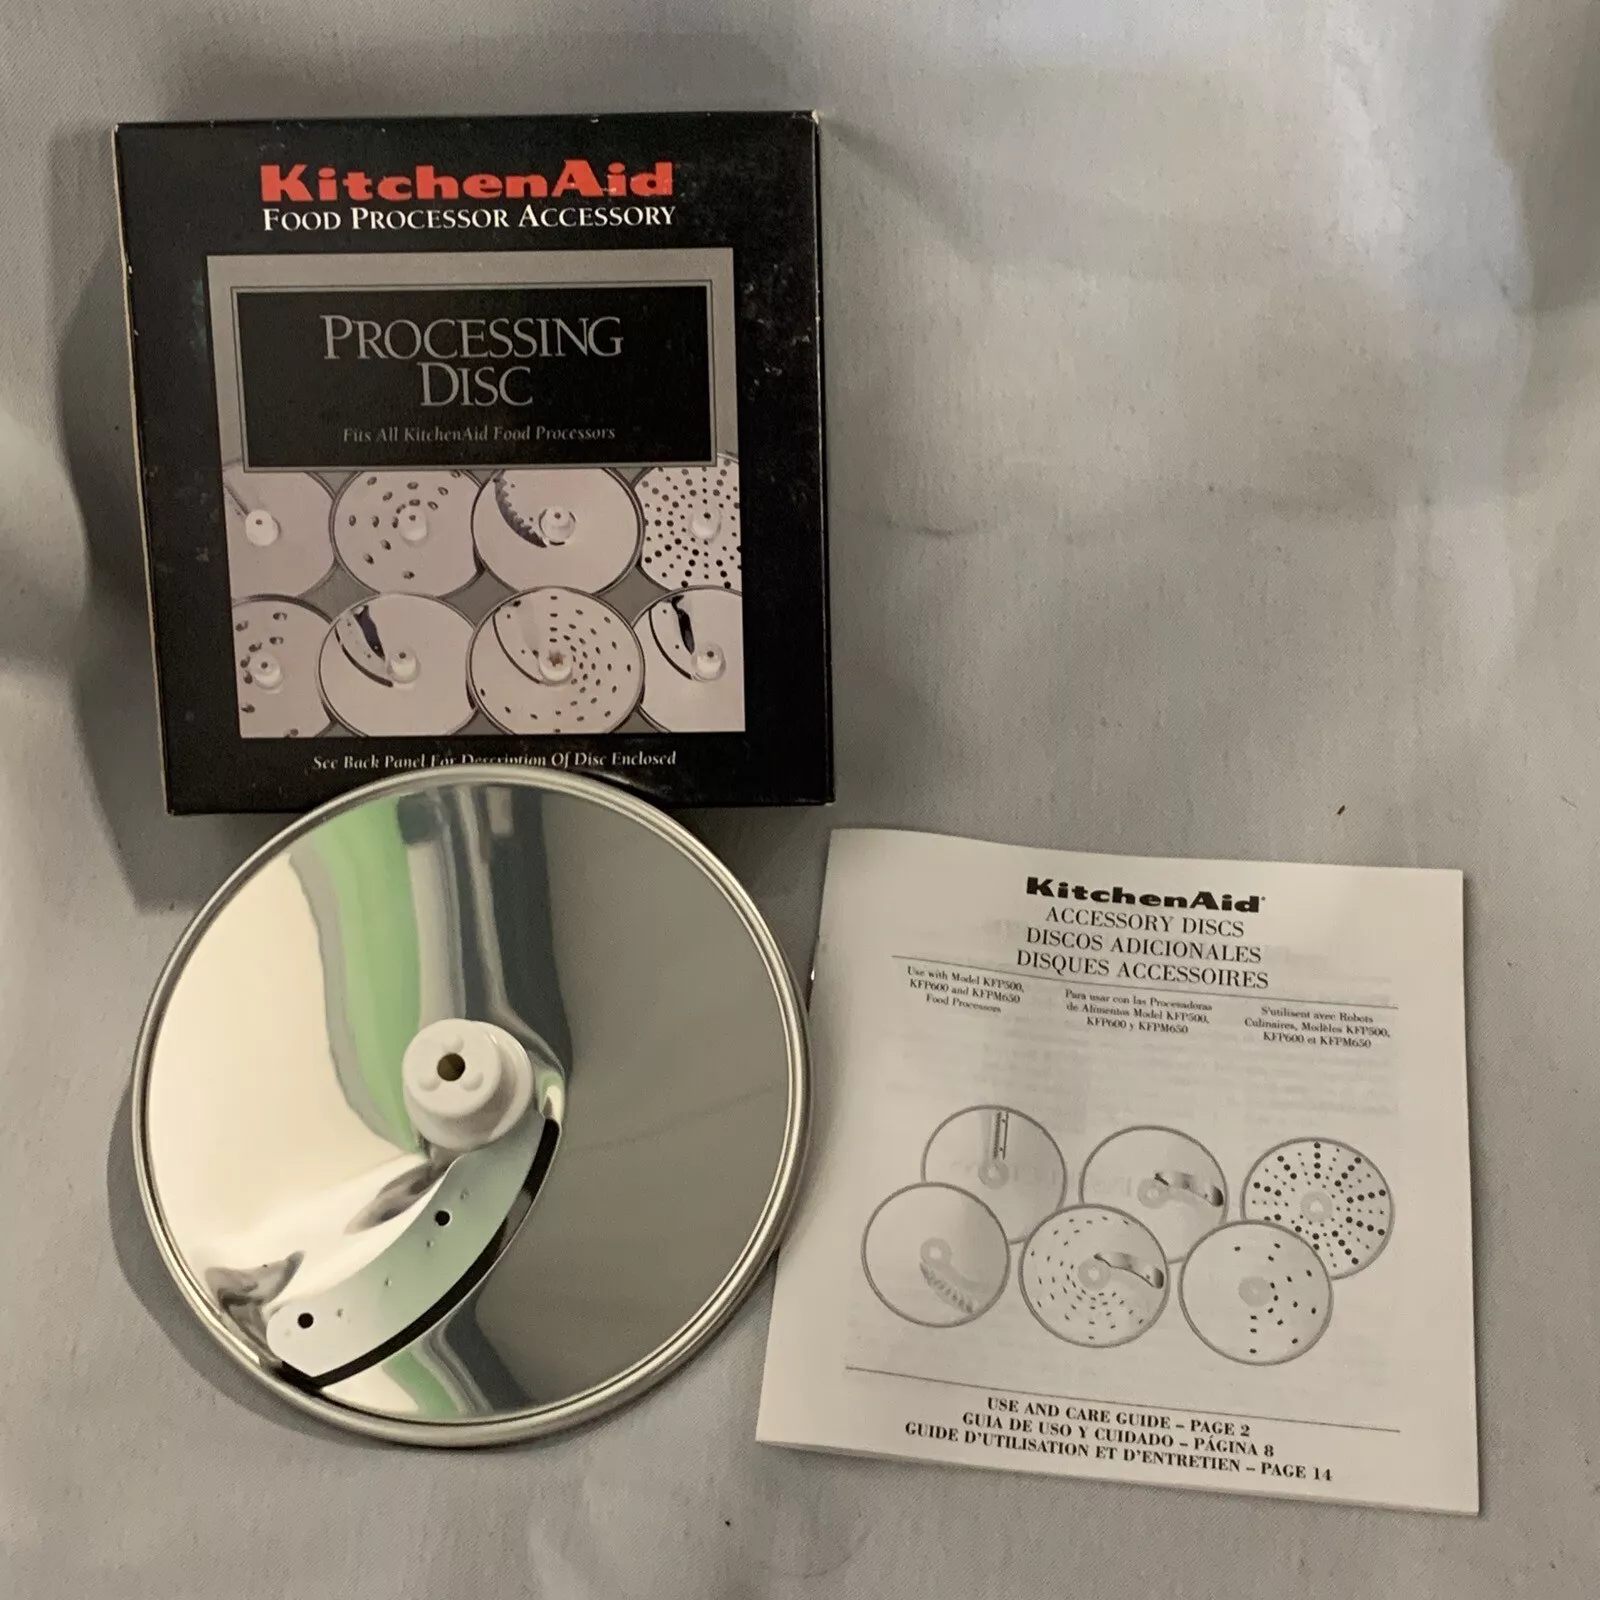 KitchenAid
FOOD PROCESSOR ACCESSORY
PROCESSING
DISC
Fits All KitchenAid Food Processors
See Back Panel For Description Of Disc Enclosed
KitchenAid®
ACCESSORY DISCS
DISCOS ADICIONALES
DISQUES ACCESSOIRES
Use with Model KFP500,
KFP600 and KFPM650
Food Processors
Para usar con las Procesadoras
de Alimentos Model KFP500,
KFP600 y KFPM650
S'utilisent avec Robots
Culinaires, Modèles KFP500,
KFP600 et KFPM650
USE AND CARE GUIDE – PAGE 2
GUIA DE USO Y CUIDADO – PÁGINA 8
GUIDE D'UTILISATION ET D'ENTRETIEN – PAGE 14